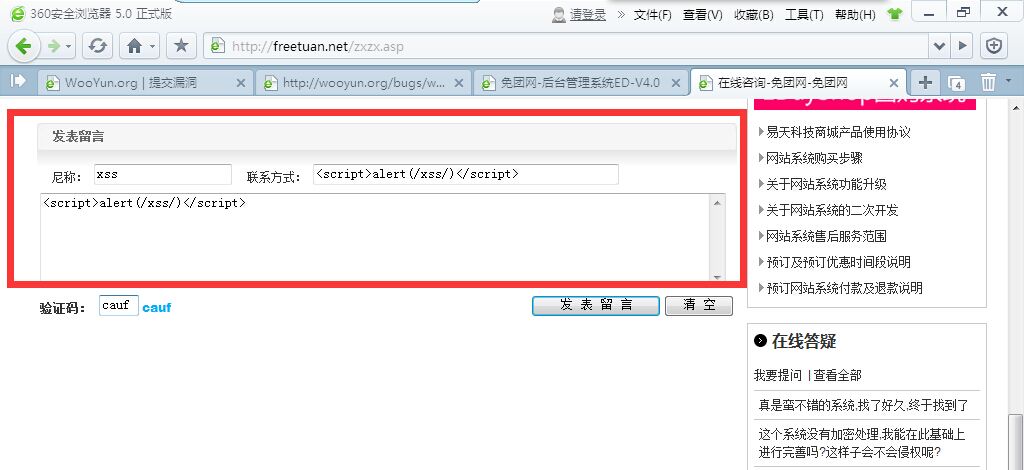 360安全浏览器 5.0 正式版
请登录 » 文件(F) 查看(V) 收藏(B) 工具(T) 帮助(H)
http://freetuan.net/zxzx.asp
WooYun.org | 提交漏洞
http://wooyun.org/bugs/w...
免团网-后台管理系统ED-V4.0
在线咨询-免团网-免团网
4
发表留言
尼称： xss 联系方式： <script>alert(/xss/)</script>
<script>alert(/xss/)</script>
验证码： cauf cauf 发 表 留 言 清 空
易天科技商城产品使用协议
网站系统购买步骤
关于网站系统功能升级
关于网站系统的二次开发
网站系统售后服务范围
预订及预订优惠时间段说明
预订网站系统付款及退款说明
在线答疑
我要提问 | 查看全部
真是蛮不错的系统,找了好久,终于找到了
这个系统没有加密处理,我能在此基础上
进行完善吗?这样子会不会侵权呢?